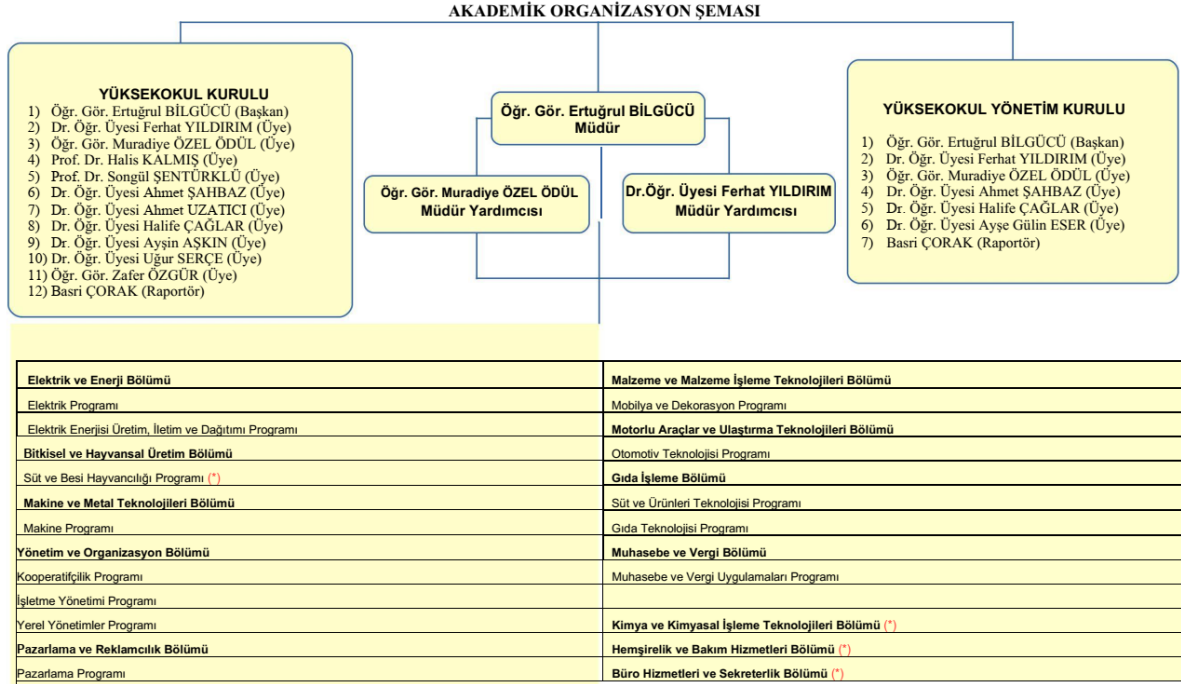 AKADEMİK ORGANİZASYON ŞEMASI
YÜKSEKOKUL KURULU
1) Öğr. Gör. Ertuğrul BİLGÜCÜ (Başkan)
2) Dr. Öğr. Üyesi Ferhat YILDIRIM (Üye)
3) Öğr. Gör. Muradiye ÖZEL ÖDÜL (Üye)
4) Prof. Dr. Halis KALMIŞ (Üye)
5) Prof. Dr. Songül ŞENTÜRKLÜ (Üye)
6) Dr. Öğr. Üyesi Ahmet ŞAHBAZ (Üye)
7) Dr. Öğr. Üyesi Ahmet UZATICI (Üye)
8) Dr. Öğr. Üyesi Halife ÇAĞLAR (Üye)
9) Dr. Öğr. Üyesi Ayşin AŞKIN (Üye)
10) Dr. Öğr. Üyesi Uğur SERÇE (Üye)
11) Öğr. Gör. Zafer ÖZGÜR (Üye)
12) Basri ÇORAK (Raportör)
Öğr. Gör. Ertuğrul BİLGÜCÜ
Müdür
Öğr. Gör. Muradiye ÖZEL ÖDÜL
Müdür Yardımcısı
Dr.Öğr. Üyesi Ferhat YILDIRIM
Müdür Yardımcısı
YÜKSEKOKUL YÖNETİM KURULU
1) Öğr. Gör. Ertuğrul BİLGÜCÜ (Başkan)
2) Dr. Öğr. Üyesi Ferhat YILDIRIM (Üye)
3) Öğr. Gör. Muradiye ÖZEL ÖDÜL (Üye)
4) Dr. Öğr. Üyesi Ahmet ŞAHBAZ (Üye)
5) Dr. Öğr. Üyesi Halife ÇAĞLAR (Üye)
6) Dr. Öğr. Üyesi Ayşe Gülin ESER (Üye)
7) Basri ÇORAK (Raportör)
Elektrik ve Enerji Bölümü
Malzeme ve Malzeme İşleme Teknolojileri Bölümü
Elektrik Programı
Mobilya ve Dekorasyon Programı
Elektrik Enerjisi Üretim, İletim ve Dağıtımı Programı
Motorlu Araçlar ve Ulaştırma Teknolojileri Bölümü
Bitkisel ve Hayvansal Üretim Bölümü
Otomotiv Teknolojisi Programı
Süt ve Besi Hayvancılığı Programı (*)
Gıda İşleme Bölümü
Makine ve Metal Teknolojileri Bölümü
Süt ve Ürünleri Teknolojisi Programı
Makine Programı
Gıda Teknolojisi Programı
Yönetim ve Organizasyon Bölümü
Muhasebe ve Vergi Bölümü
Kooperatifçilik Programı
Muhasebe ve Vergi Uygulamaları Programı
İşletme Yönetimi Programı
Yerel Yönetimler Programı
Kimya ve Kimyasal İşleme Teknolojileri Bölümü (*)
Pazarlama ve Reklamcılık Bölümü
Hemşirelik ve Bakım Hizmetleri Bölümü (*)
Pazarlama Programı
Büro Hizmetleri ve Sekreterlik Bölümü (*)